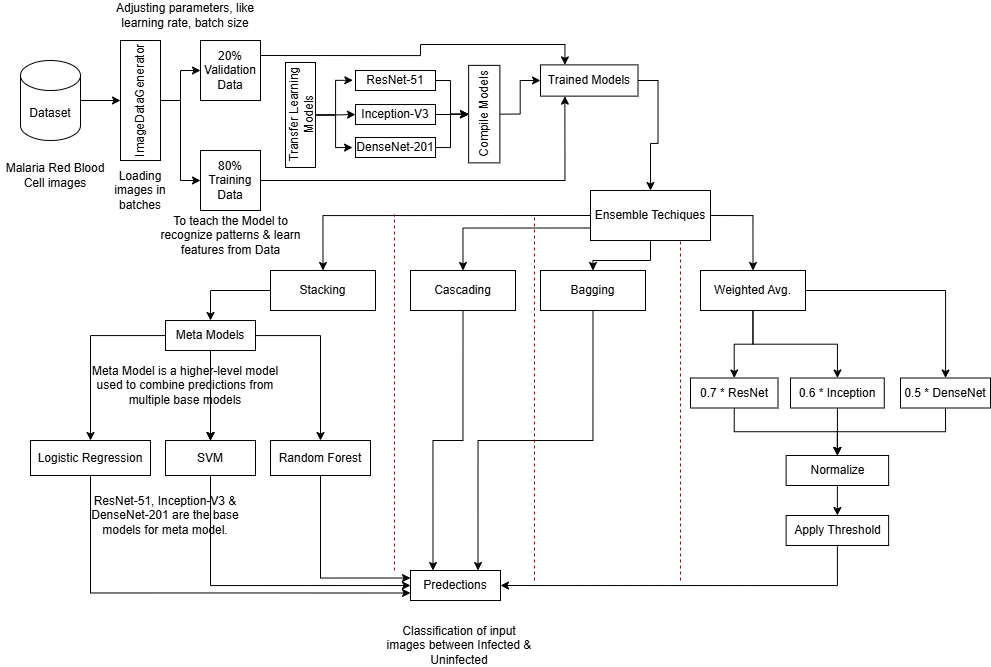 Adjusting parameters, like
learning rate, batch size
Dataset
Malaria Red Blood
Cell images
ImageDataGenerator
Loading
images in
batches
20%
Validation
Data
80%
Training
Data
To teach the Model to
recognize patterns & learn
features from Data
Transfer Learning
Models
ResNet-51
Inception-V3
DenseNet-201
Compile Models
Trained Models
Ensemble Techiques
Stacking
Cascading
Bagging
Weighted Avg.
Meta Models
Meta Model is a higher-level model
used to combine predictions from
multiple base models
0.7 * ResNet
0.6 * Inception
0.5 * DenseNet
Logistic Regression
SVM
Random Forest
Normalize
ResNet-51, Inception-V3 &
DenseNet-201 are the base
models for meta model.
Apply Threshold
Predections
Classification of input
images between Infected &
Uninfected